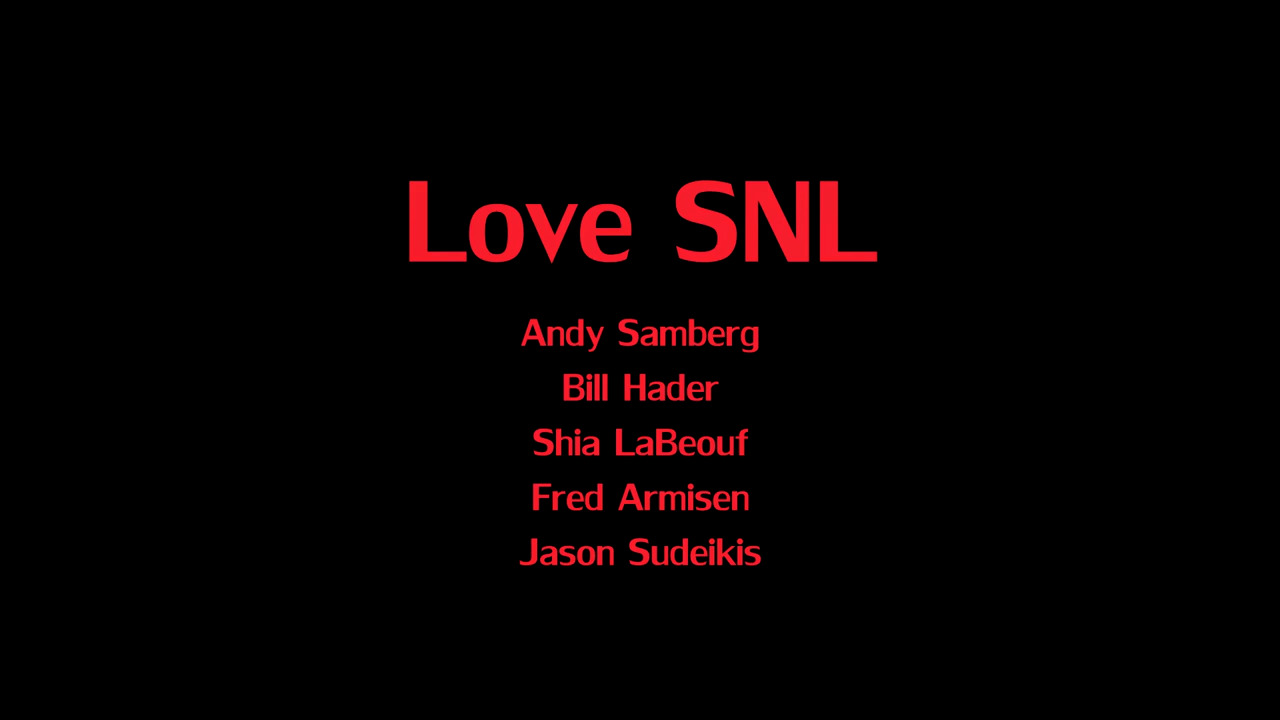 Love SNL
Andy Samberg
Bill Hader
Shia LaBeouf
Fred Armisen
Jason Sudeikis